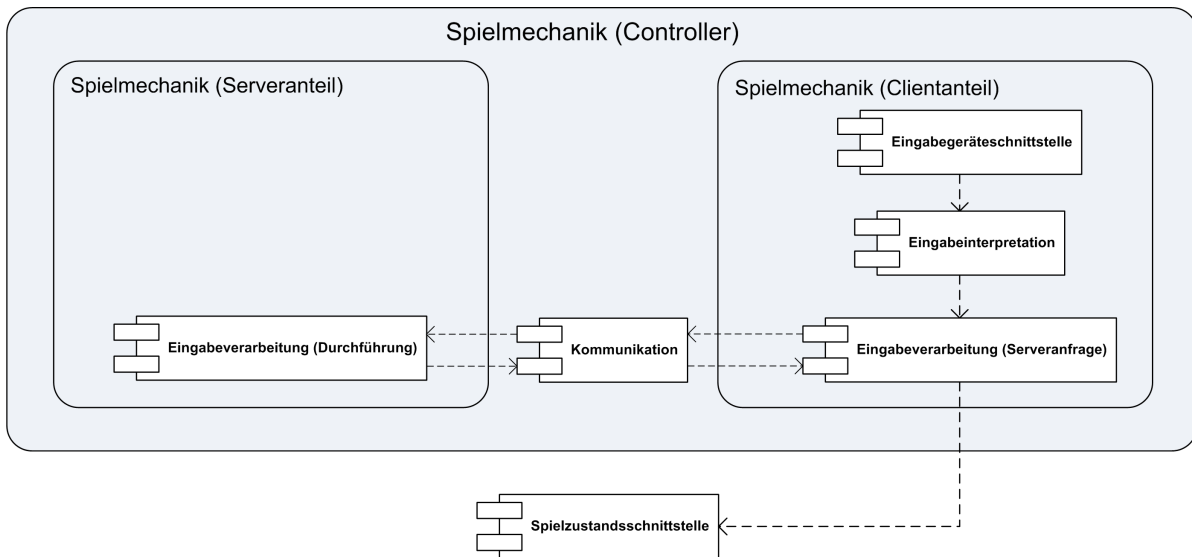 Spielmechanik (Controller)
Spielmechanik (Serveranteil)
Spielmechanik (Clientanteil)
Eingabegeräteschnittstelle
Eingabeinterpretation
Eingabeverarbeitung (Durchführung)
Kommunikation
Eingabeverarbeitung (Serveranfrage)
Spielzustandsschnittstelle